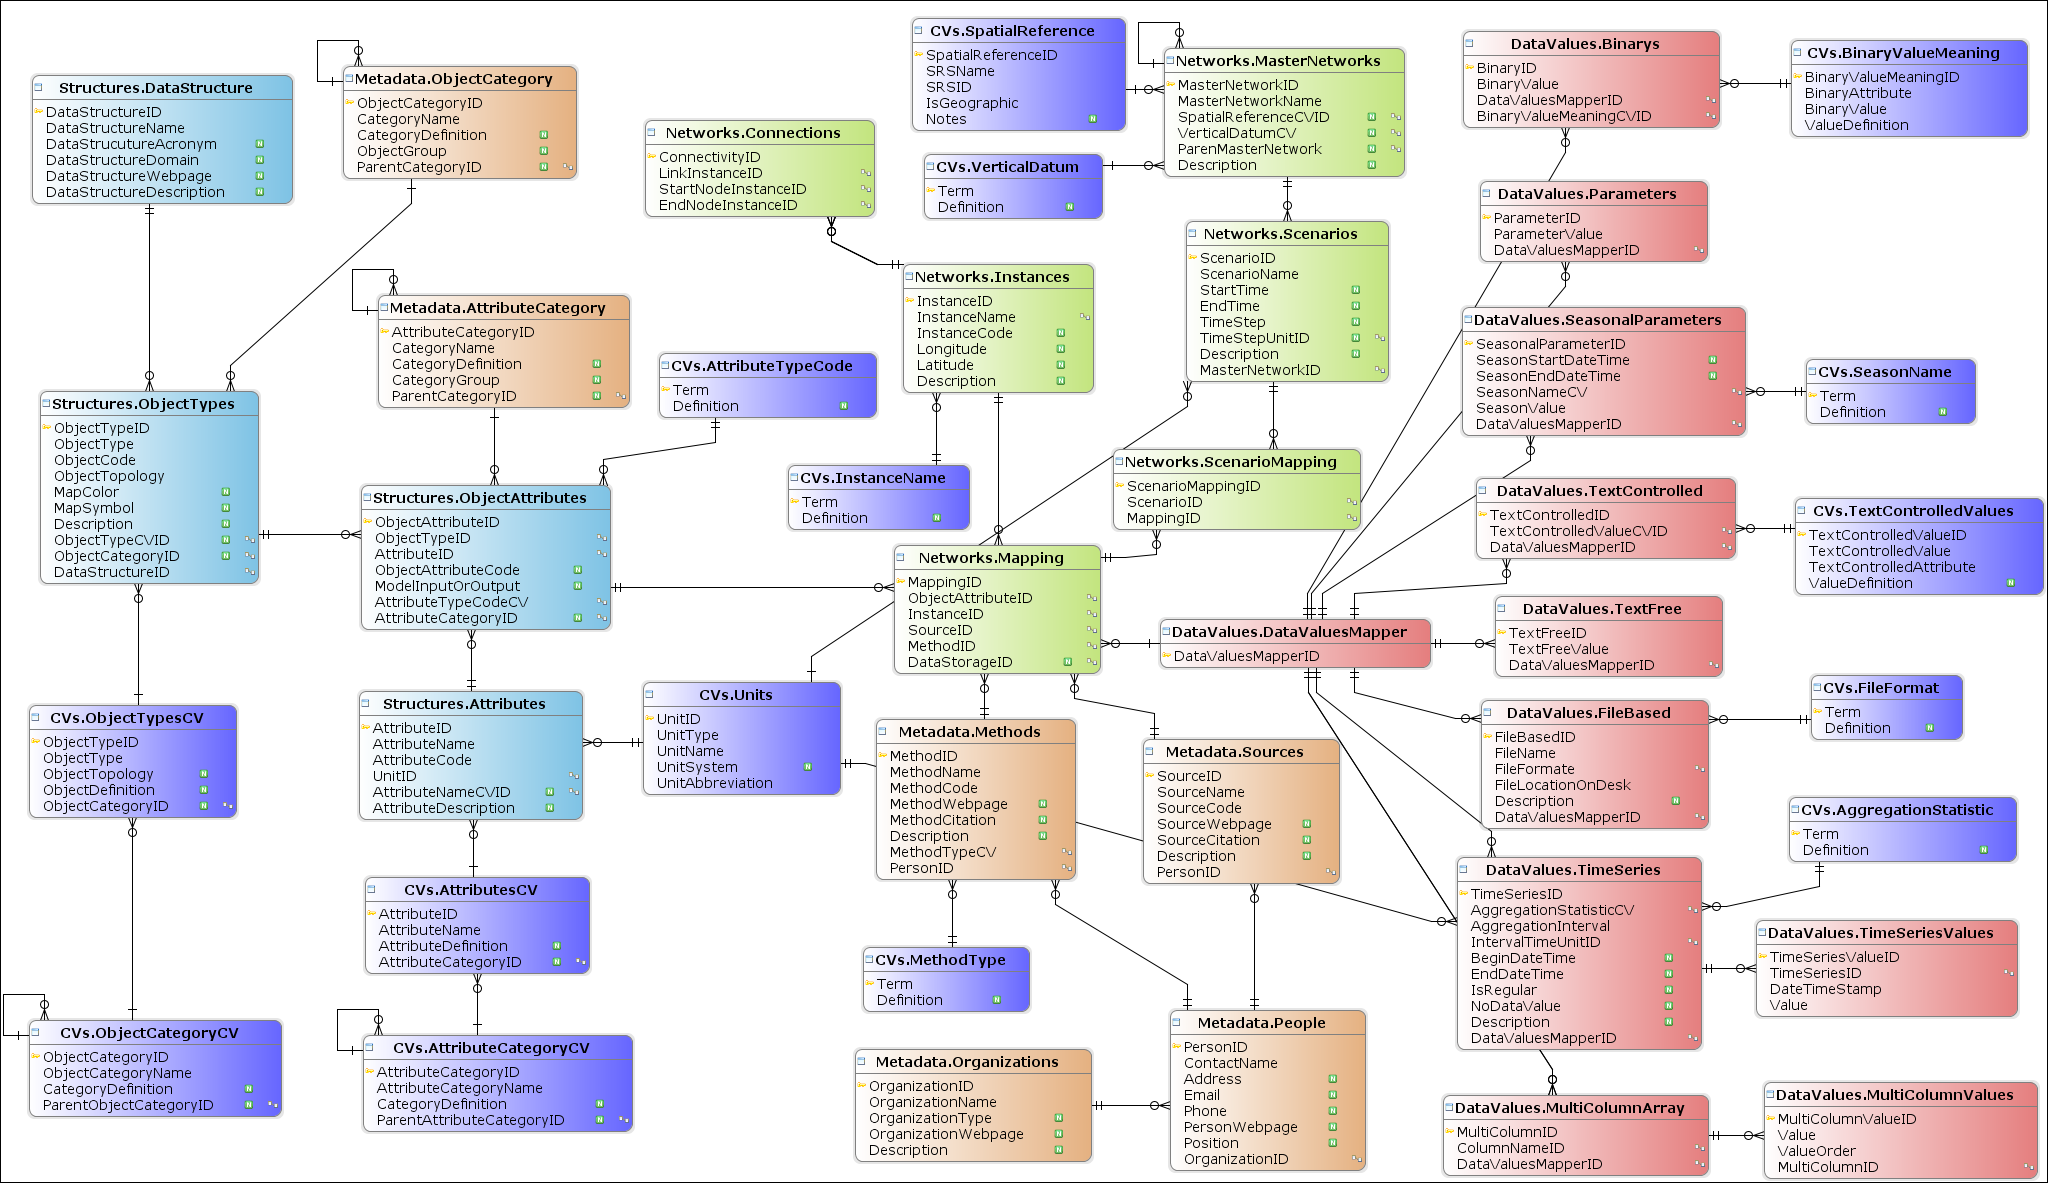 Structures.DataStructure
DataStructureID
DataStructureName
DataStrucutureAcronym
DataStructureDomain
DataStructureWebpage
DataStructureDescription
Metadata.ObjectCategory
ObjectCategoryID
CategoryName
CategoryDefinition
ObjectGroup
ParentCategoryID
Networks.Connections
ConnectivityID
LinkInstanceID
StartNodeInstanceID
EndNodeInstanceID
CVs.SpatialReference
SpatialReferenceID
SRSName
SRSID
IsGeographic
Notes
CVs.VerticalDatum
Term
Definition
Networks.MasterNetworks
MasterNetworkID
MasterNetworkName
SpatialReferenceCVID
VerticalDatumCV
ParenMasterNetwork
Description
DataValues.Binarys
BinaryID
BinaryValue
DataValuesMapperID
BinaryValueMeaningCVID
CVs.BinaryValueMeaning
BinaryValueMeaningID
BinaryAttribute
BinaryValue
ValueDefinition
DataValues.Parameters
ParameterID
ParameterValue
DataValuesMapperID
Networks.Scenarios
ScenarioID
ScenarioName
StartTime
EndTime
TimeStep
TimeStepUnitID
Description
MasterNetworkID
Networks.Instances
InstanceID
InstanceName
InstanceCode
Longitude
Latitude
Description
Metadata.AttributeCategory
AttributeCategoryID
CategoryName
CategoryDefinition
CategoryGroup
ParentCategoryID
CVs.AttributeTypeCode
Term
Definition
DataValues.SeasonalParameters
SeasonalParameterID
SeasonStartDateTime
SeasonEndDateTime
SeasonNameCV
SeasonValue
DataValuesMapperID
CVs.SeasonName
Term
Definition
Structures.ObjectTypes
ObjectTypeID
ObjectType
ObjectCode
ObjectTopology
MapColor
MapSymbol
Description
ObjectTypeCVID
ObjectCategoryID
DataStructureID
Structures.ObjectAttributes
ObjectAttributeID
ObjectTypeID
AttributeID
ObjectAttributeCode
ModelInputOrOutput
AttributeTypeCodeCV
AttributeCategoryID
CVs.InstanceName
Term
Definition
Networks.ScenarioMapping
ScenarioMappingID
ScenarioID
MappingID
DataValues.TextControlled
TextControlledID
TextControlledValueCVID
DataValuesMapperID
CVs.TextControlledValues
TextControlledValueID
TextControlledValue
TextControlledAttribute
ValueDefinition
Networks.Mapping
MappingID
ObjectAttributeID
InstanceID
SourceID
MethodID
DataStorageID
DataValues.DataValuesMapper
DataValuesMapperID
DataValues.TextFree
TextFreeID
TextFreeValue
DataValuesMapperID
CVs.ObjectTypesCV
ObjectTypeID
ObjectType
ObjectTopology
ObjectDefinition
ObjectCategoryID
Structures.Attributes
AttributeID
AttributeName
AttributeCode
UnitID
AttributeNameCVID
AttributeDescription
CVs.Units
UnitID
UnitType
UnitName
UnitSystem
UnitAbbreviation
Metadata.Methods
MethodID
MethodName
MethodCode
MethodWebpage
MethodCitation
Description
MethodTypeCV
PersonID
Metadata.Sources
SourceID
SourceName
SourceCode
SourceWebpage
SourceCitation
Description
PersonID
DataValues.FileBased
FileBasedID
FileName
FileFormate
FileLocationOnDesk
Description
DataValuesMapperID
CVs.FileFormat
Term
Definition
CVs.AggregationStatistic
Term
Definition
DataValues.TimeSeries
TimeSeriesID
AggregationStatisticCV
AggregationInterval
IntervalTimeUnitID
BeginDateTime
EndDateTime
IsRegular
NoDataValue
Description
DataValuesMapperID
DataValues.TimeSeriesValues
TimeSeriesValueID
TimeSeriesID
DateTimeStamp
Value
CVs.AttributesCV
AttributeID
AttributeName
AttributeDefinition
AttributeCategoryID
CVs.MethodType
Term
Definition
CVs.ObjectCategoryCV
ObjectCategoryID
ObjectCategoryName
CategoryDefinition
ParentObjectCategoryID
CVs.AttributeCategoryCV
AttributeCategoryID
AttributeCategoryName
CategoryDefinition
ParentAttributeCategoryID
Metadata.Organizations
OrganizationID
OrganizationName
OrganizationType
OrganizationWebpage
Description
Metadata.People
PersonID
ContactName
Address
Email
Phone
PersonWebpage
Position
OrganizationID
DataValues.MultiColumnArray
MultiColumnID
ColumnNameID
DataValuesMapperID
DataValues.MultiColumnValues
MultiColumnValueID
Value
ValueOrder
MultiColumnID